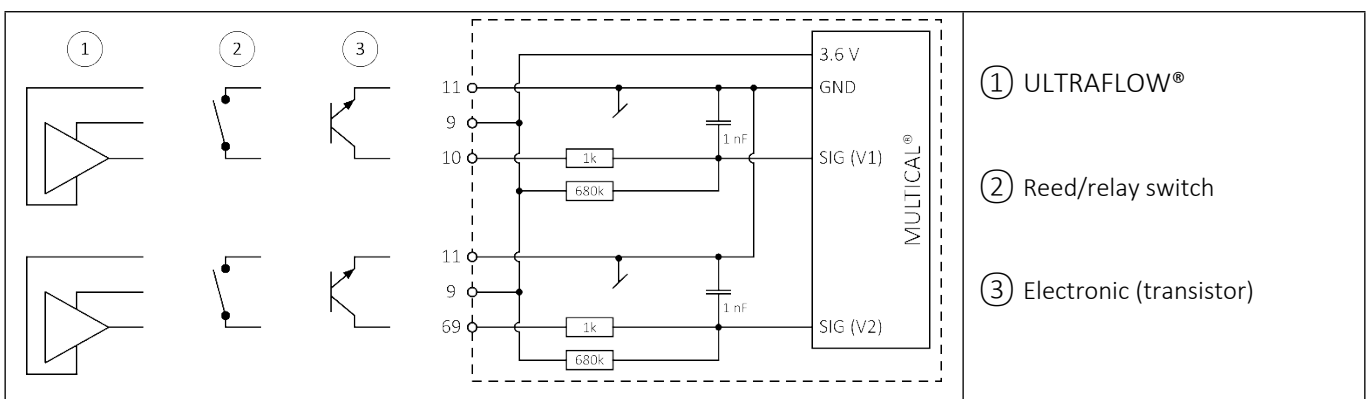 1
2
3
11
9
10
1k
680k
1 nF
3.6 V
GND
SIG (V1)
11
9
69
1k
680k
1 nF
SIG (V2)
MULTICAL®
1 ULTRAFLOW®
2 Reed/relay switch
3 Electronic (transistor)